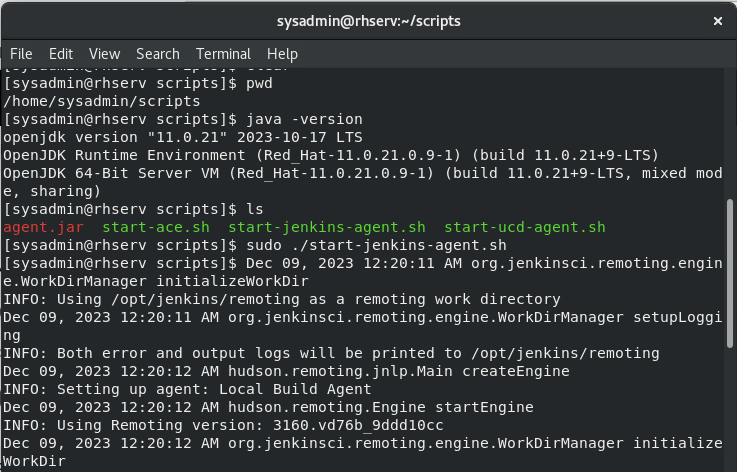 sysadmin@rhserv:~/scripts
File Edit View Search Terminal Help
[sysadmin@rhserv scripts]$
[sysadmin@rhserv scripts]$ pwd
/home/sysadmin/scripts
[sysadmin@rhserv scripts]$ java -version
openjdk version "11.0.21" 2023-10-17 LTS
OpenJDK Runtime Environment (Red_Hat-11.0.21.0.9-1) (build 11.0.21+9-LTS)
OpenJDK 64-Bit Server VM (Red_Hat-11.0.21.0.9-1) (build 11.0.21+9-LTS, mixed mod
e, sharing)
[sysadmin@rhserv scripts]$ ls
agent.jar start-ace.sh start-jenkins-agent.sh start-ucd-agent.sh
[sysadmin@rhserv scripts]$ sudo ./start-jenkins-agent.sh
[sysadmin@rhserv scripts]$ Dec 09, 2023 12:20:11 AM org.jenkinsci.remoting.engin
e.WorkDirManager initializeWorkDir
INFO: Using /opt/jenkins/remoting as a remoting work directory
Dec 09, 2023 12:20:11 AM org.jenkinsci.remoting.engine.WorkDirManager setupLoggi
ng
INFO: Both error and output logs will be printed to /opt/jenkins/remoting
Dec 09, 2023 12:20:12 AM hudson.remoting.jnlp.Main createEngine
INFO: Setting up agent: Local Build Agent
Dec 09, 2023 12:20:12 AM hudson.remoting.Engine startEngine
INFO: Using Remoting version: 3160.vd76b_9ddd10cc
Dec 09, 2023 12:20:12 AM org.jenkinsci.remoting.engine.WorkDirManager initialize
WorkDir